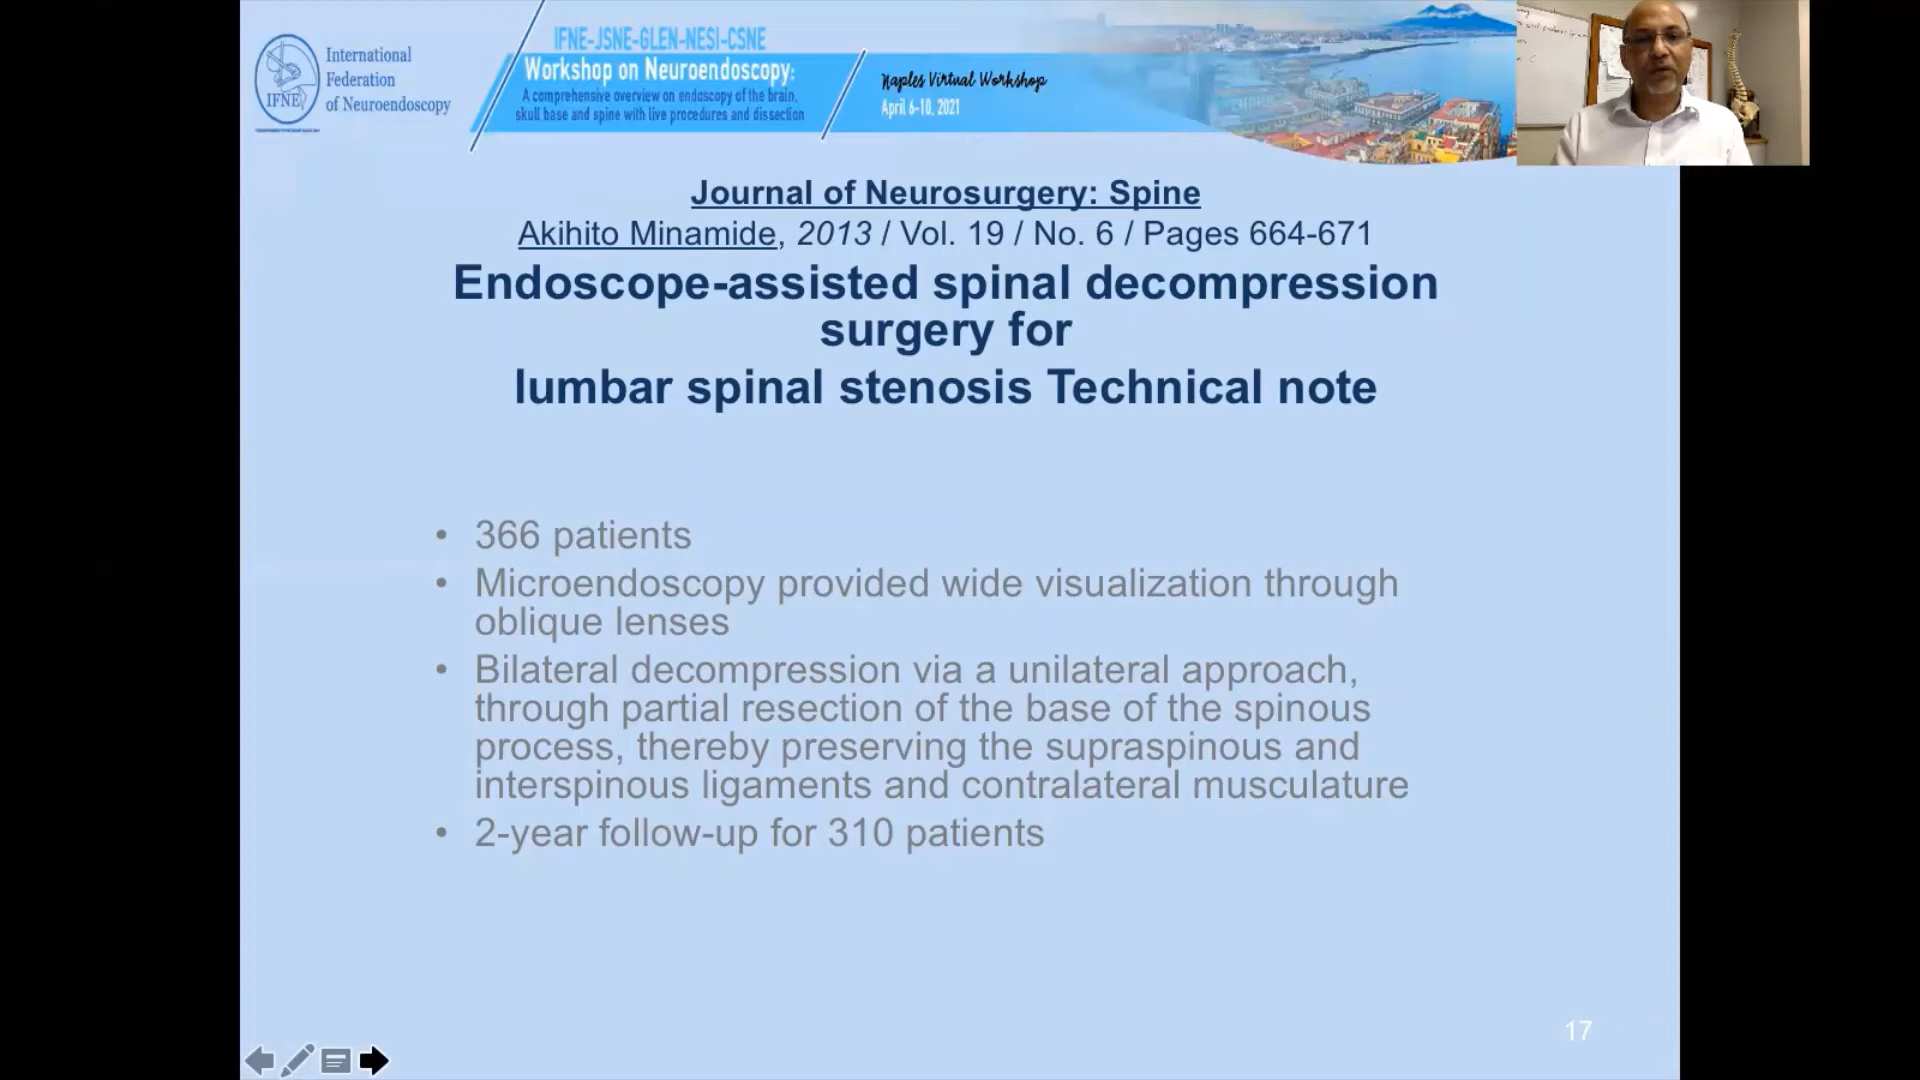 International
Federation
of Neuroendoscopy
IFNE
IFNE-JSNE-GLEN-NESI-CSNE
Workshop on Neuroendoscopy:
A comprehensive overview on endoscopy of the brain,
skull base and spine with live procedures and dissection
Naples Virtual Workshop
April 6-10, 2021
Journal of Neurosurgery: Spine
Akihito Minamide, 2013 / Vol. 19 / No. 6 / Pages 664-671
Endoscope-assisted spinal decompression
surgery for
lumbar spinal stenosis Technical note
• 366 patients
• Microendoscopy provided wide visualization through
oblique lenses
• Bilateral decompression via a unilateral approach,
through partial resection of the base of the spinous
process, thereby preserving the supraspinous and
interspinous ligaments and contralateral musculature
• 2-year follow-up for 310 patients
17